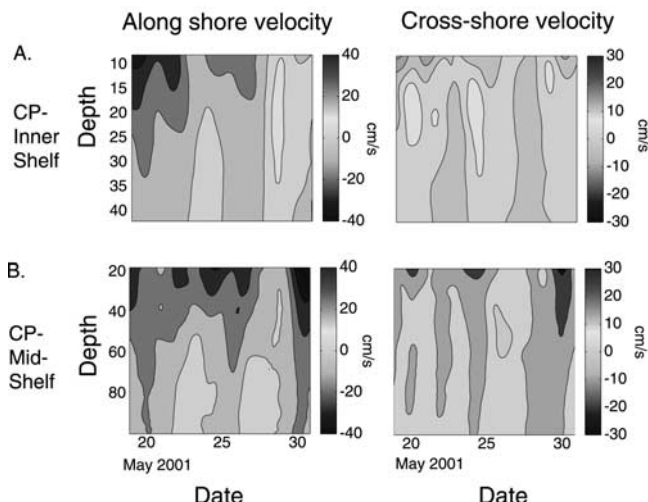 Along shore velocity
Cross-shore velocity
A.
CP-
Inner
Shelf
Depth
10
15
20
25
30
35
40
40
20
0
-20
-40
cm/s
30
20
10
0
-10
-20
-30
cm/s
B.
CP-
Mid-
Shelf
Depth
20
40
60
80
40
20
0
-20
-40
cm/s
30
20
10
0
-10
-20
-30
cm/s
20
25
30
20
25
30
May 2001
May 2001
Date
Date